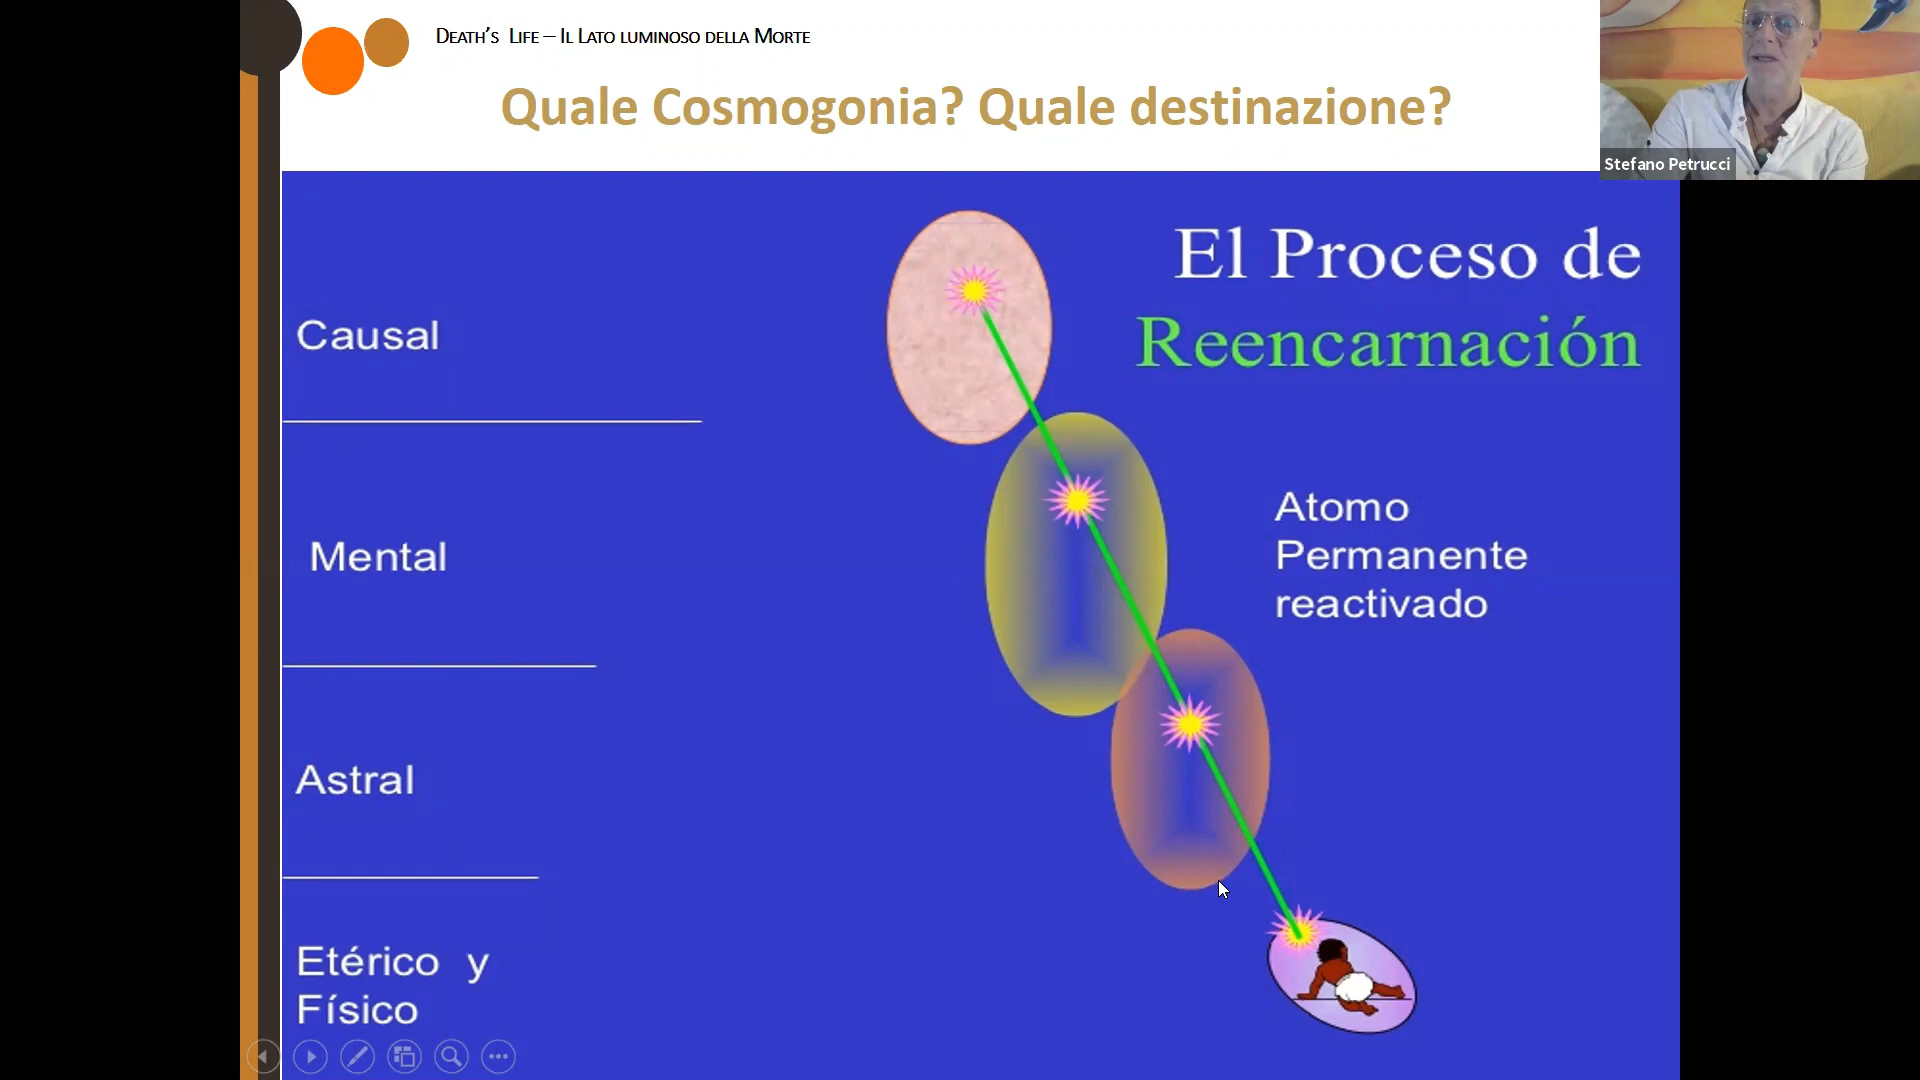 Death's Life – Il Lato luminoso della Morte
Quale Cosmogonia? Quale destinazione?
Stefano Petrucci
El Proceso de
Reencarnación
Causal
Mental
Atomo
Permanente
reactivado
Astral
Etérico y
Físico